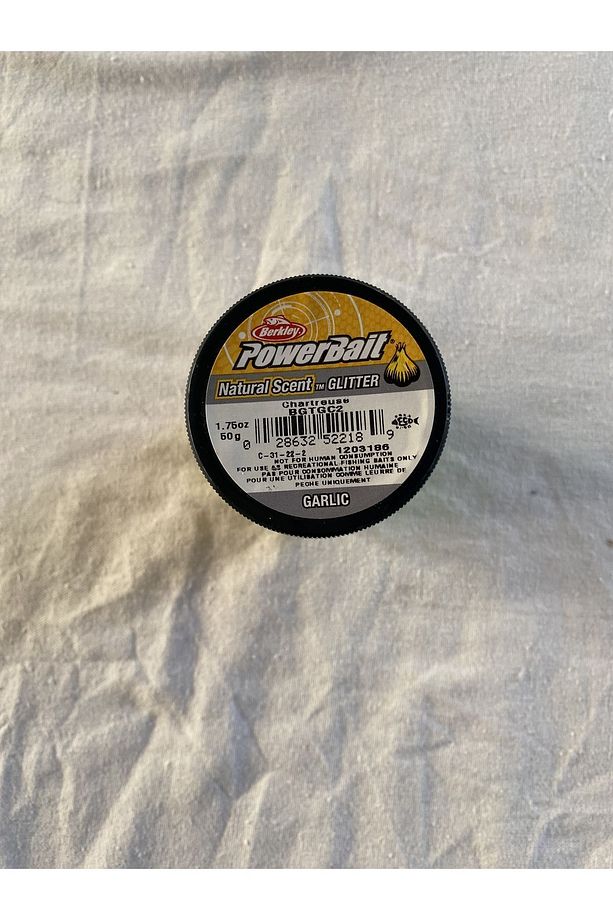 Berkley
PowerBait®
Natural Scent™ GLITTER
Chartreuse
BGTGC2
1.75oz
50g
0 28632 52218 9
C-31-22-2
1203186
NOT FOR HUMAN CONSUMPTION
FOR USE AS RECREATIONAL FISHING BAITS ONLY
PAS POUR CONSOMMATION HUMAINE
POUR UNE UTILISATION COMME LEURRE DE
PECHE UNIQUEMENT
GARLIC